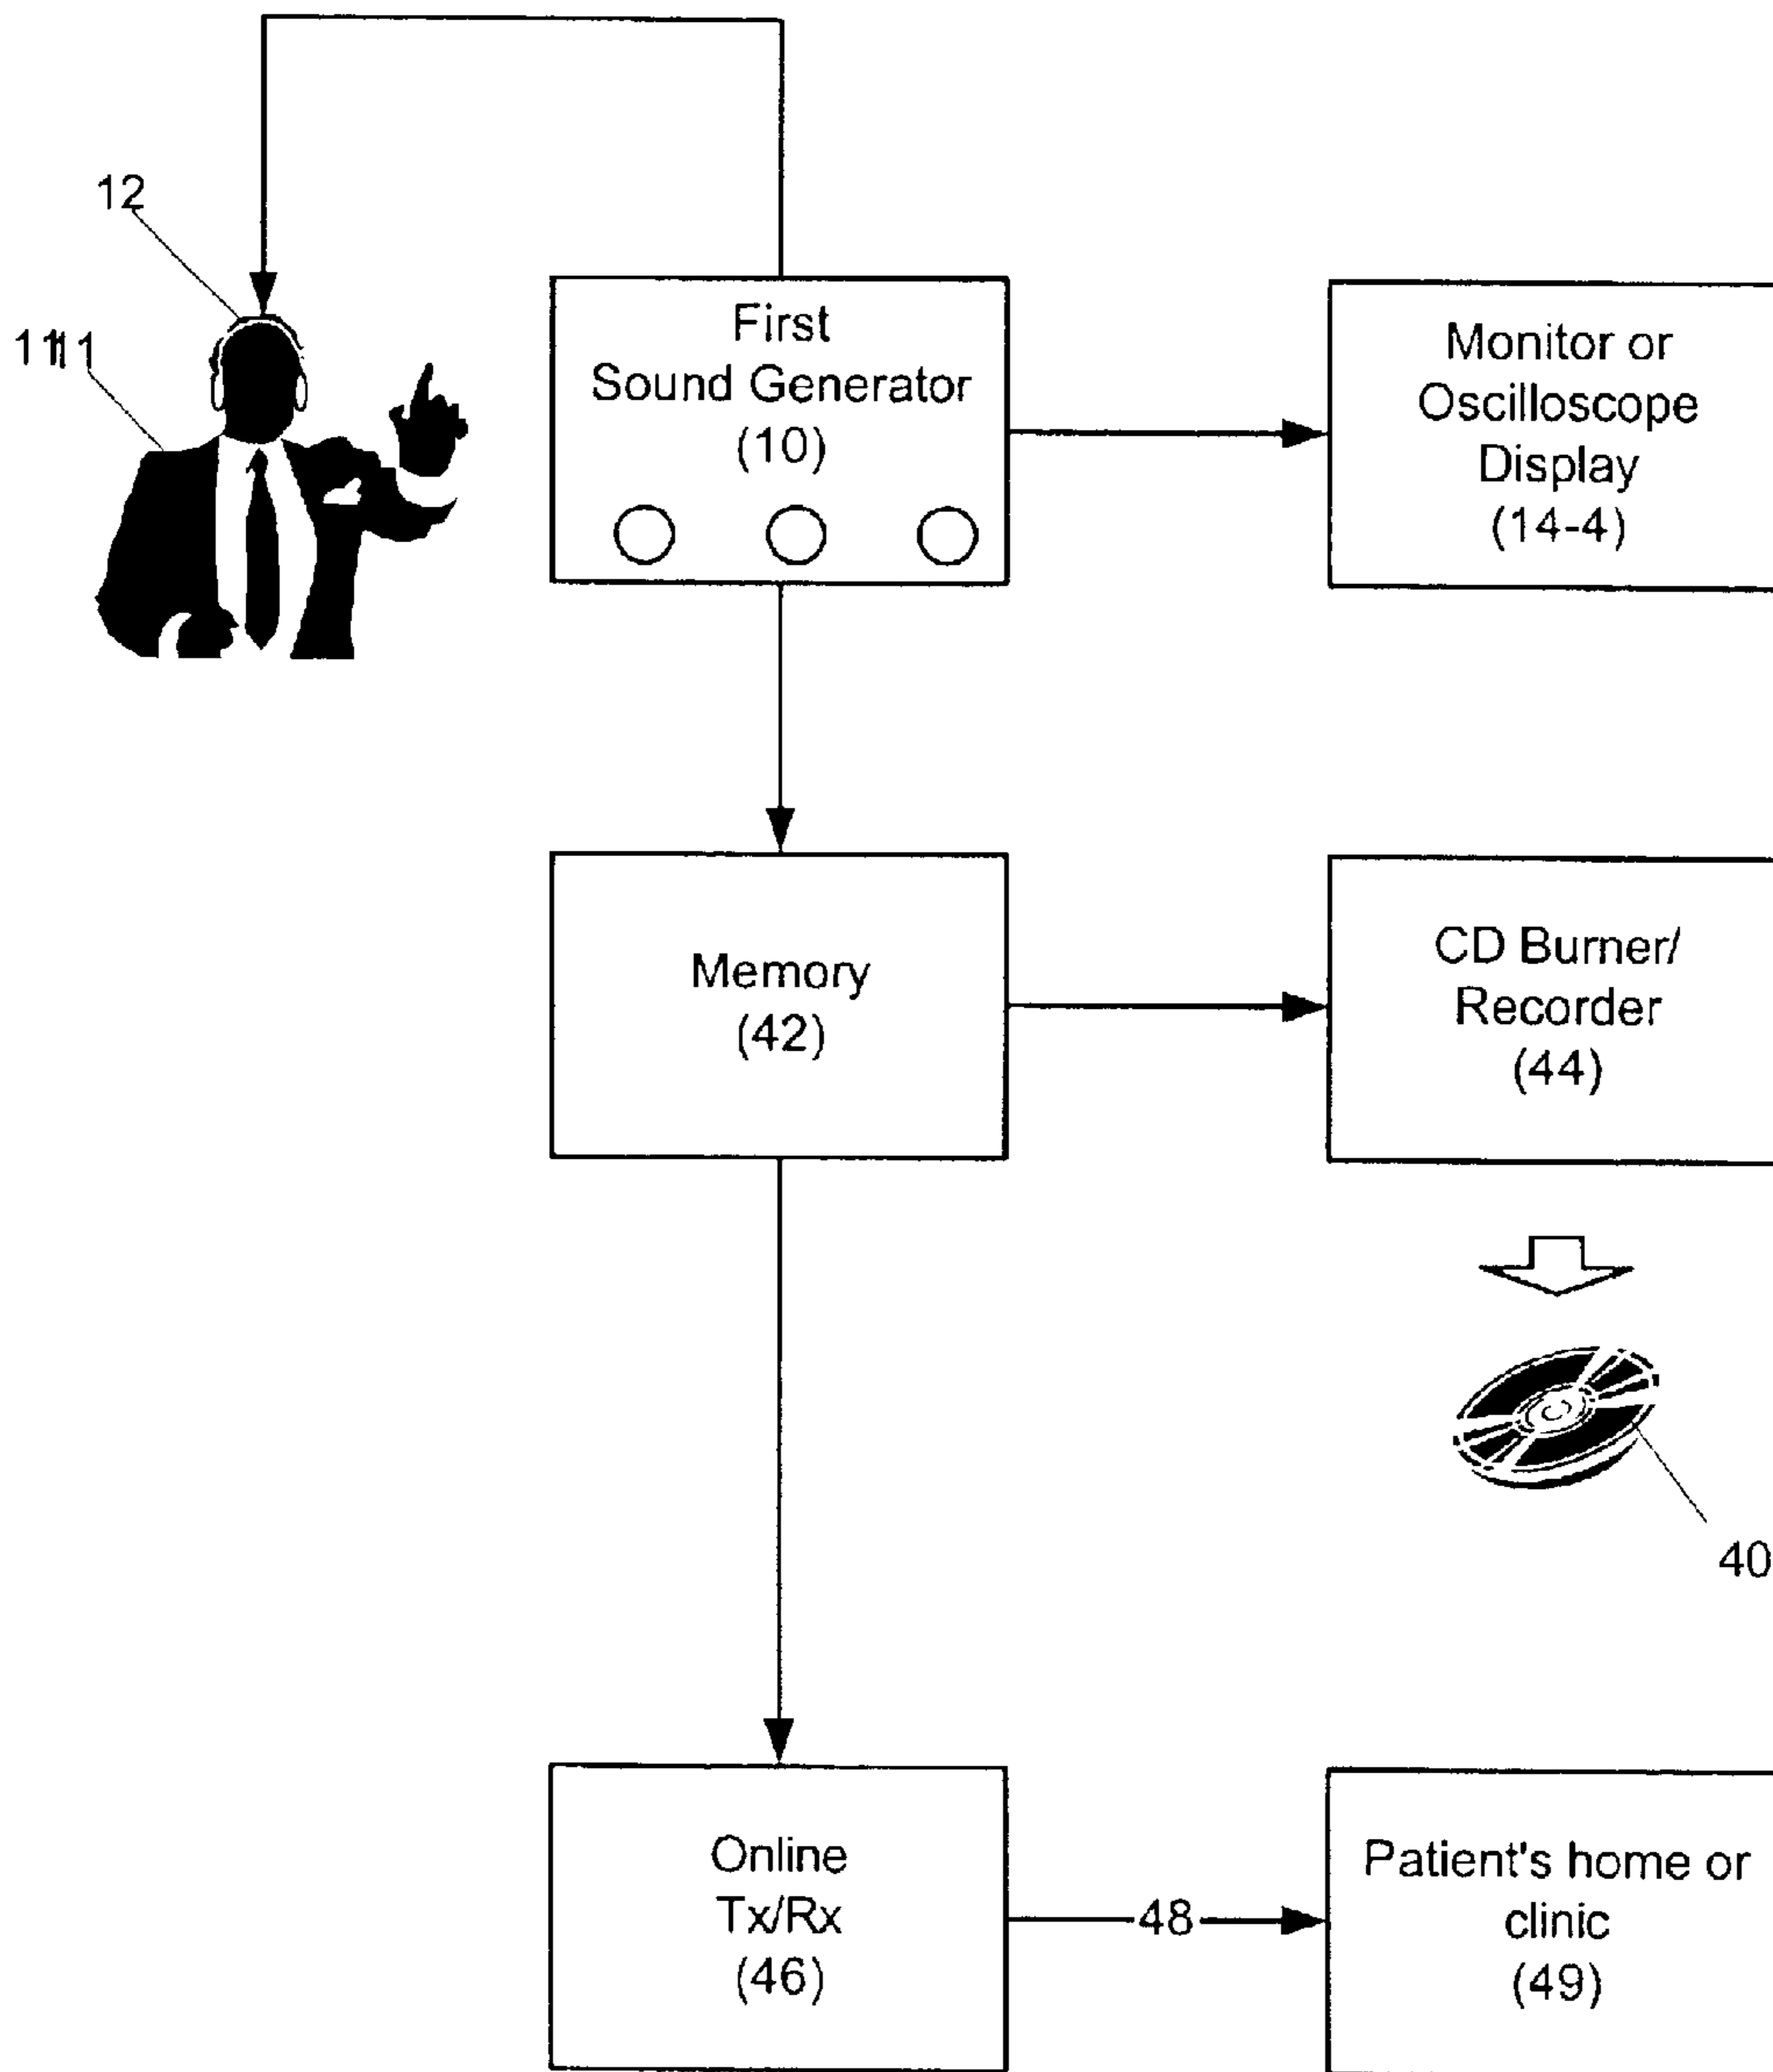 12
1111
First
Sound Generator
(10)
Monitor or
Oscilloscope
Display
(14-4)
Memory
(42)
CD Burner/
Recorder
(44)
40
Online
Tx/Rx
(46)
48
Patient's home or
clinic
(49)